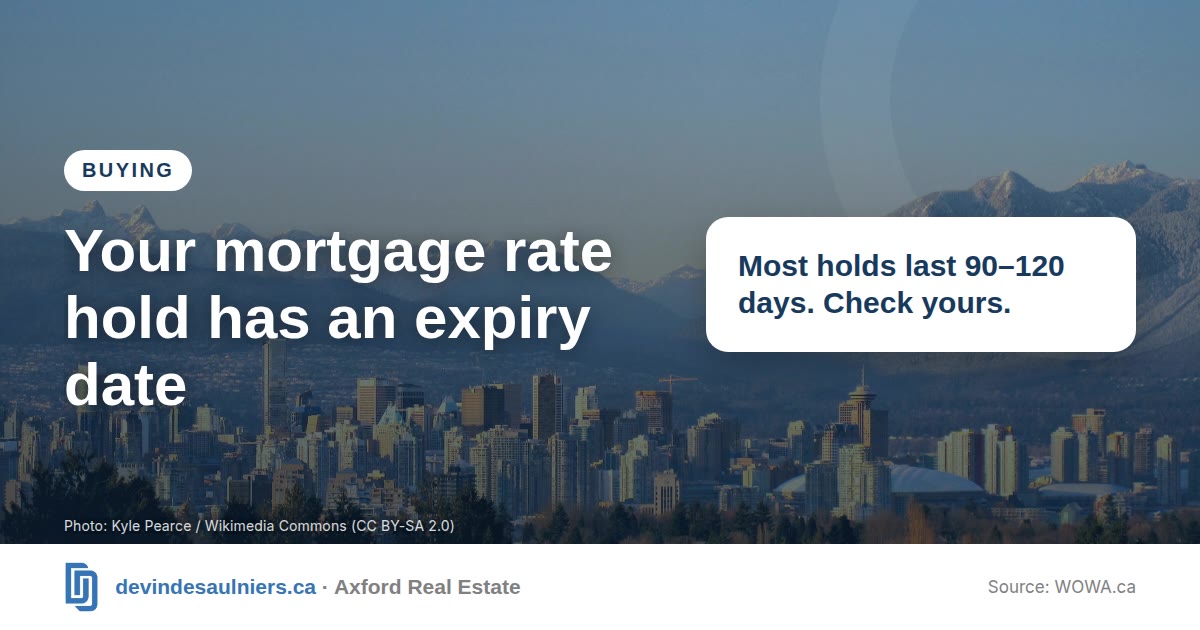 BUYING
Your mortgage rate
hold has an expiry
date
Most holds last 90–120
days. Check yours.
Photo: Kyle Pearce / Wikimedia Commons (CC BY-SA 2.0)
devindesaulniers.ca · Axford Real Estate
Source: WOWA.ca